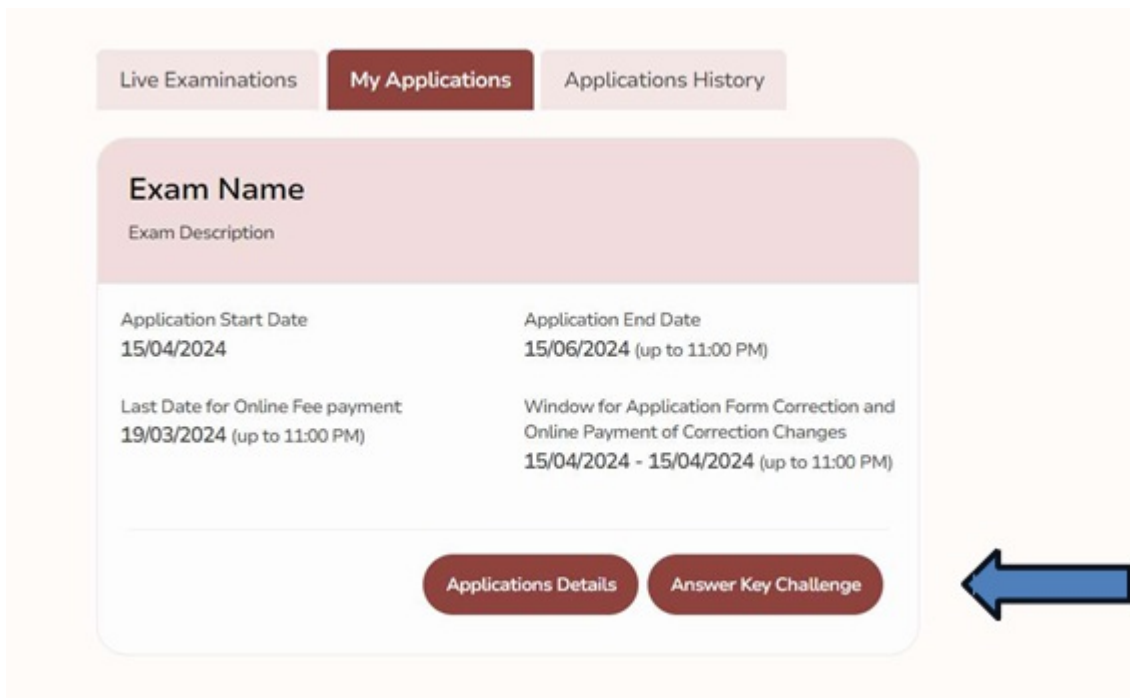 Live Examinations
My Applications
Applications History
Exam Name
Exam Description
Application Start Date
15/04/2024
Application End Date
15/06/2024 (up to 11:00 PM)
Last Date for Online Fee payment
19/03/2024 (up to 11:00 PM)
Window for Application Form Correction and
Online Payment of Correction Changes
15/04/2024 - 15/04/2024 (up to 11:00 PM)
Applications Details
Answer Key Challenge